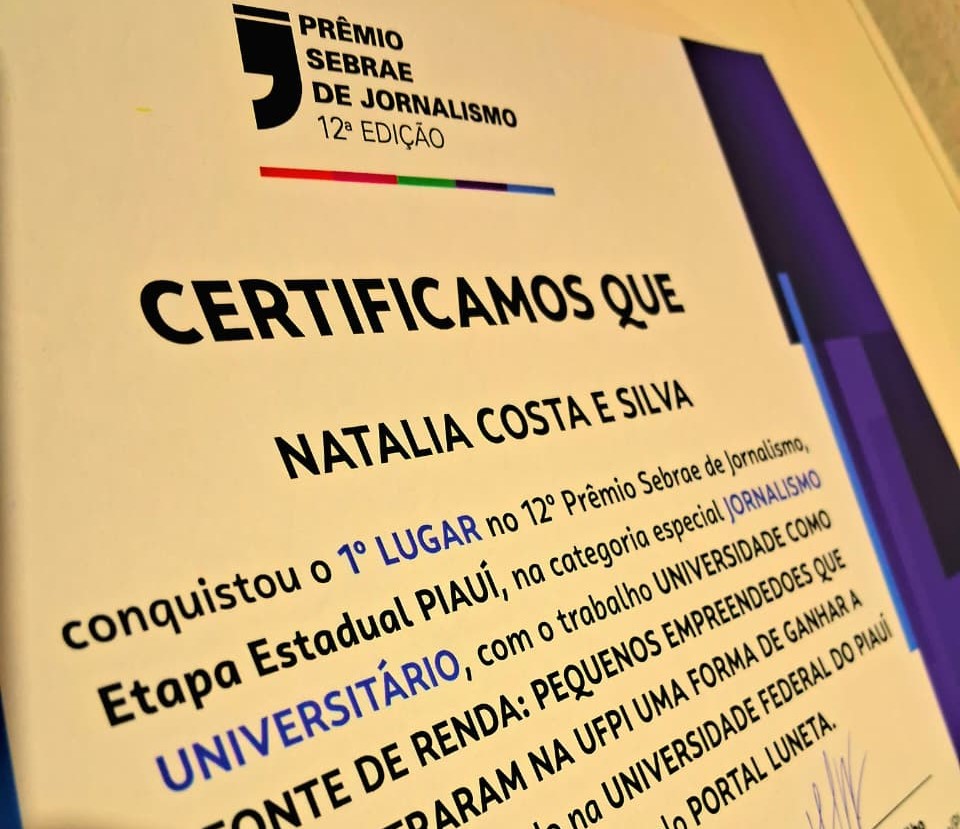 PRÊMIO
SEBRAE
DE JORNALISMO
12ª EDIÇÃO
CERTIFICAMOS QUE
NATALIA COSTA E SILVA
conquistou o 1º LUGAR no 12º Prêmio Sebrae de Jornalismo,
Etapa Estadual PIAUÍ, na categoria especial JORNALISMO
UNIVERSITÁRIO, com o trabalho UNIVERSIDADE COMO
FONTE DE RENDA: PEQUENOS EMPREENDEDOES QUE
NA UFPI UMA FORMA DE GANHAR A
na UNIVERSIDADE FEDERAL DO PIAUÍ
PORTAL LUNETA.